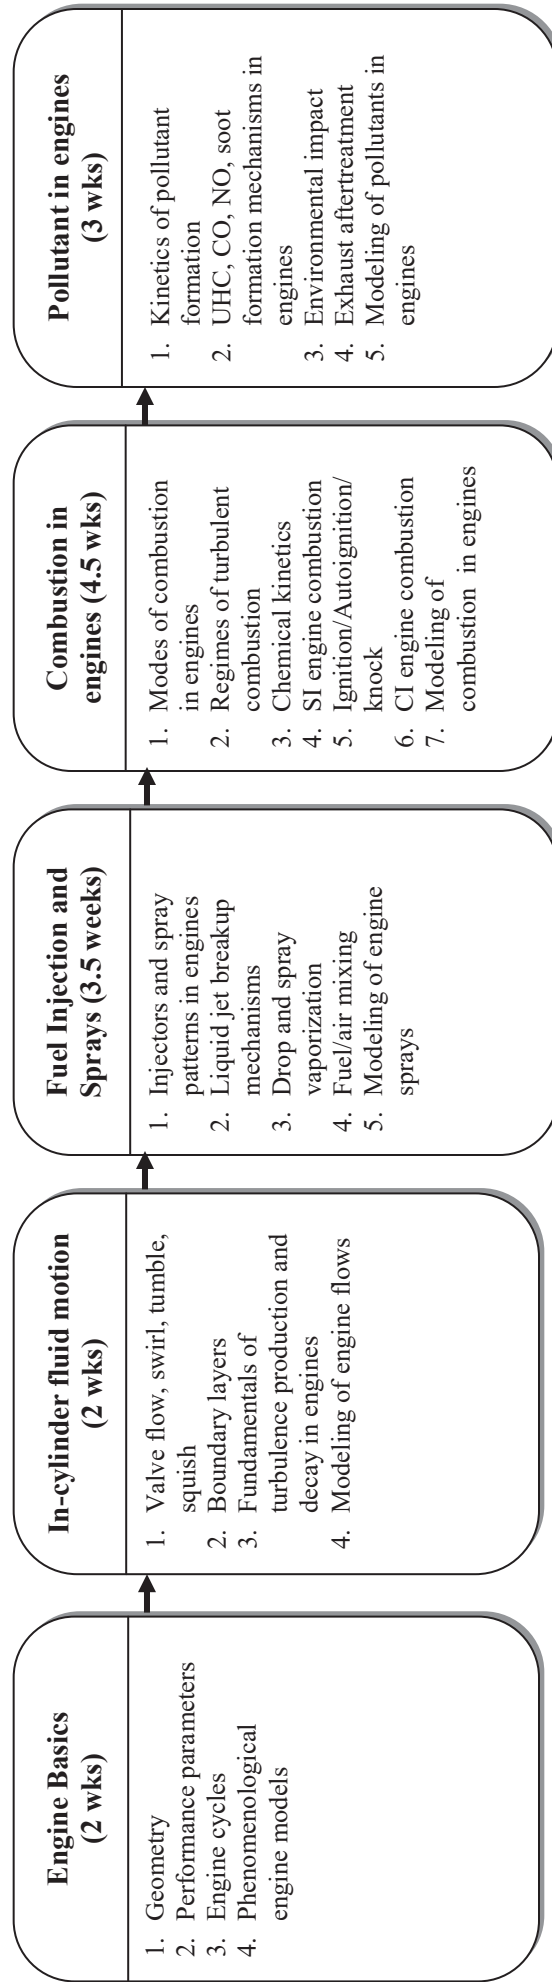 Engine Basics
(2 wks)
1. Geometry
2. Performance parameters
3. Engine cycles
4. Phenomenological
engine models
In-cylinder fluid motion
(2 wks)
1. Valve flow, swirl, tumble,
squish
2. Boundary layers
3. Fundamentals of
turbulence production and
decay in engines
4. Modeling of engine flows
Fuel Injection and
Sprays (3.5 weeks)
1. Injectors and spray
patterns in engines
2. Liquid jet breakup
mechanisms
3. Drop and spray
vaporization
4. Fuel/air mixing
5. Modeling of engine
sprays
Combustion in
engines (4.5 wks)
1. Modes of combustion
in engines
2. Regimes of turbulent
combustion
3. Chemical kinetics
4. SI engine combustion
5. Ignition/Autoignition/
knock
6. CI engine combustion
7. Modeling of
combustion in engines
Pollutant in engines
(3 wks)
1. Kinetics of pollutant
formation
2. UHC, CO, NO, soot
formation mechanisms in
engines
3. Environmental impact
4. Exhaust aftertreatment
5. Modeling of pollutants in
engines